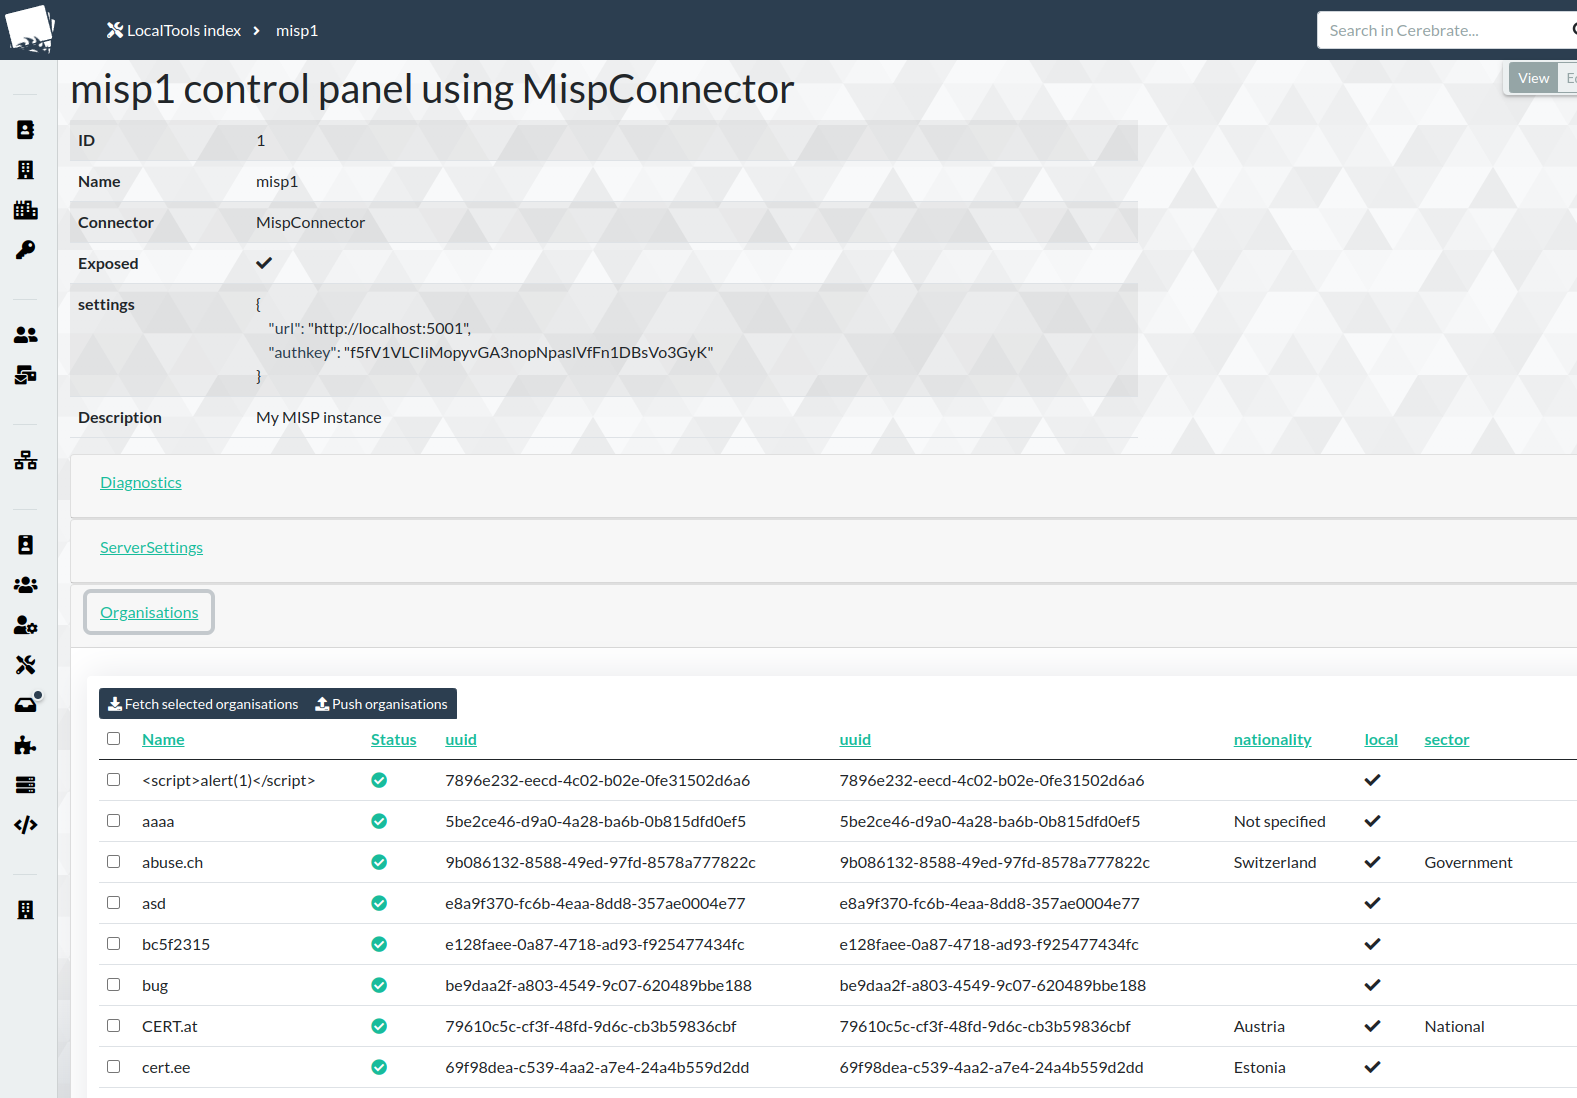 LocalTools index > misp1
Search in Cerebrate...
misp1 control panel using MispConnector
View
ID 1
Name misp1
Connector MispConnector
Exposed
settings {
"url": "http://localhost:5001",
"authkey": "f5fV1VLCIiMopyvGA3nopNpaslVfFn1DBsVo3GyK"
}
Description My MISP instance
Diagnostics
ServerSettings
Organisations
Fetch selected organisations Push organisations
Name Status uuid uuid nationality local sector
<script>alert(1)</script> 7896e232-eecd-4c02-b02e-0fe31502d6a6 7896e232-eecd-4c02-b02e-0fe31502d6a6
aaaa 5be2ce46-d9a0-4a28-ba6b-0b815dfd0ef5 5be2ce46-d9a0-4a28-ba6b-0b815dfd0ef5 Not specified
abuse.ch 9b086132-8588-49ed-97fd-8578a777822c 9b086132-8588-49ed-97fd-8578a777822c Switzerland Government
asd e8a9f370-fc6b-4eaa-8dd8-357ae0004e77 e8a9f370-fc6b-4eaa-8dd8-357ae0004e77
bc5f2315 e128faee-0a87-4718-ad93-f925477434fc e128faee-0a87-4718-ad93-f925477434fc
bug be9daa2f-a803-4549-9c07-620489bbe188 be9daa2f-a803-4549-9c07-620489bbe188
CERT.at 79610c5c-cf3f-48fd-9d6c-cb3b59836cbf 79610c5c-cf3f-48fd-9d6c-cb3b59836cbf Austria National
cert.ee 69f98dea-c539-4aa2-a7e4-24a4b559d2dd 69f98dea-c539-4aa2-a7e4-24a4b559d2dd Estonia